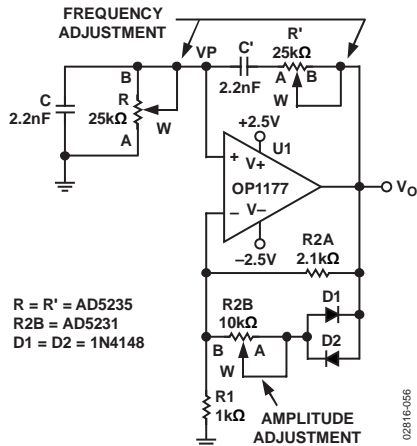 FREQUENCY
ADJUSTMENT
VP
C'
2.2nF
R'
25kΩ
A
B
W
C
2.2nF
B
R
25kΩ
A
W
+2.5V
U1
+
V+
OP1177
–
V–
–2.5V
VO
R2A
2.1kΩ
R2B
10kΩ
B
A
W
D1
D2
R = R' = AD5235
R2B = AD5231
D1 = D2 = 1N4148
R1
1kΩ
AMPLITUDE
ADJUSTMENT
02816-056